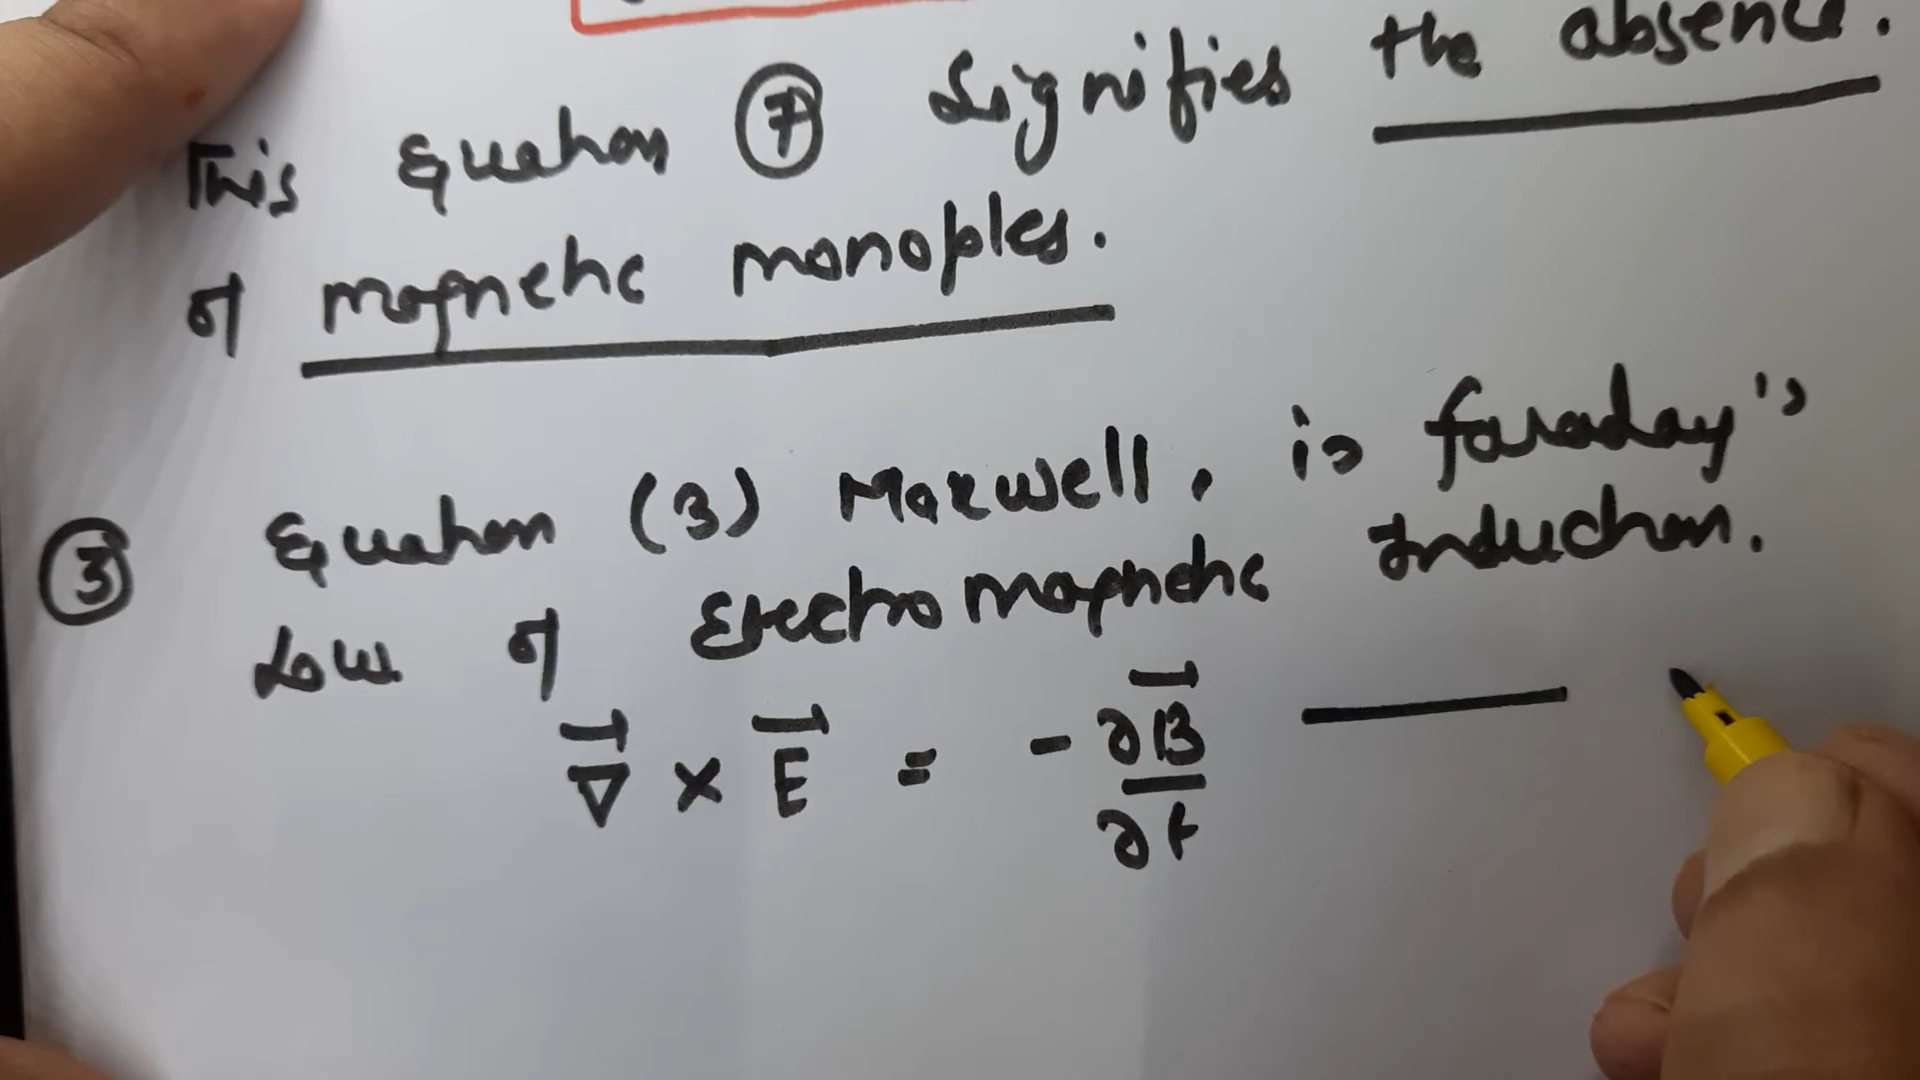 This Equation ⑦ Signifies the absence.
of magnetic monoples.
③ Equation (3) Maxwell, is faraday's
Law of Electromagnetic Induction.
∇⃗ × E⃗ = - ∂B⃗/∂t ———